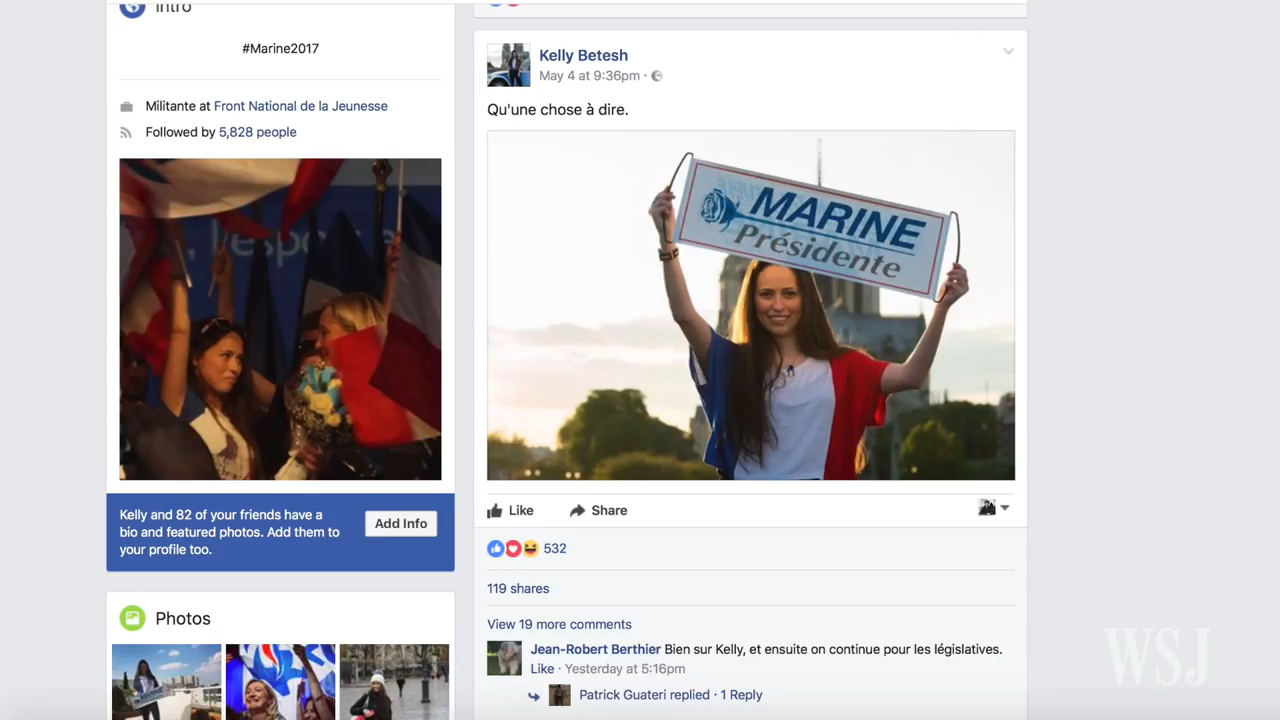 Intro
#Marine2017
Militante at Front National de la Jeunesse
Followed by 5,828 people
Kelly and 82 of your friends have a
bio and featured photos. Add them to
your profile too.
Add Info
Photos
Kelly Betesh
May 4 at 9:36pm ·
Qu'une chose à dire.
MARINE
Présidente
Like
Share
532
119 shares
View 19 more comments
Jean-Robert Berthier Bien sur Kelly, et ensuite on continue pour les législatives.
Like · Yesterday at 5:16pm
Patrick Guateri replied · 1 Reply
WSJ